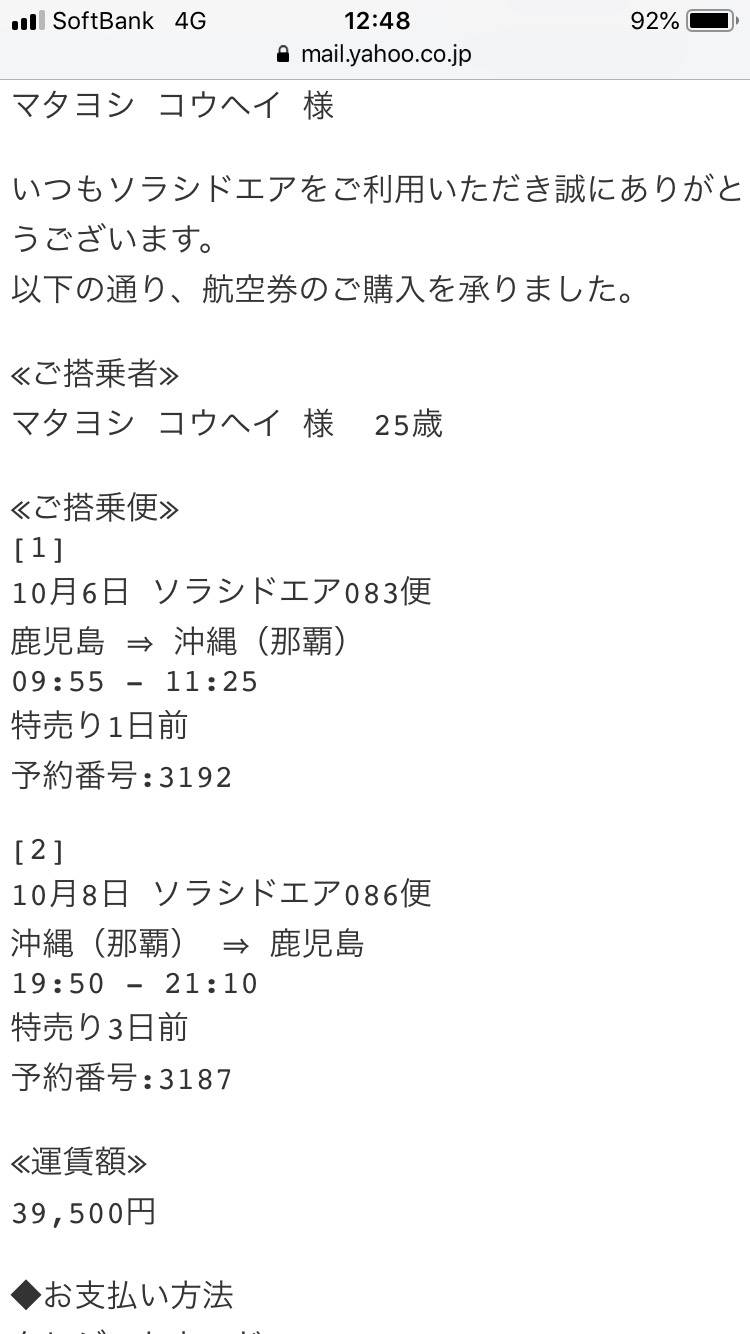 SoftBank 4G 12:48 92%
mail.yahoo.co.jp
マタヨシ コウヘイ 様
いつもソラシドエアをご利用いただき誠にありがと
うございます。
以下の通り、航空券のご購入を承りました。
≪ご搭乗者≫
マタヨシ コウヘイ 様 25歳
≪ご搭乗便≫
[1]
10月6日 ソラシドエア083便
鹿児島 ⇒ 沖縄（那覇）
09:55 - 11:25
特売り1日前
予約番号:3192
[2]
10月8日 ソラシドエア086便
沖縄（那覇） ⇒ 鹿児島
19:50 - 21:10
特売り3日前
予約番号:3187
≪運賃額≫
39,500円
◆お支払い方法